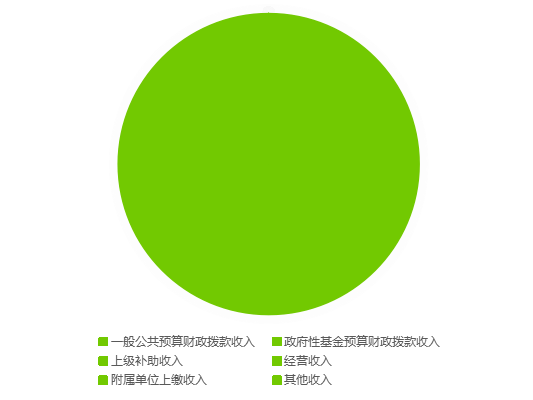 一般公共预算财政拨款收入 政府性基金预算财政拨款收入
上级补助收入 经营收入
附属单位上缴收入 其他收入